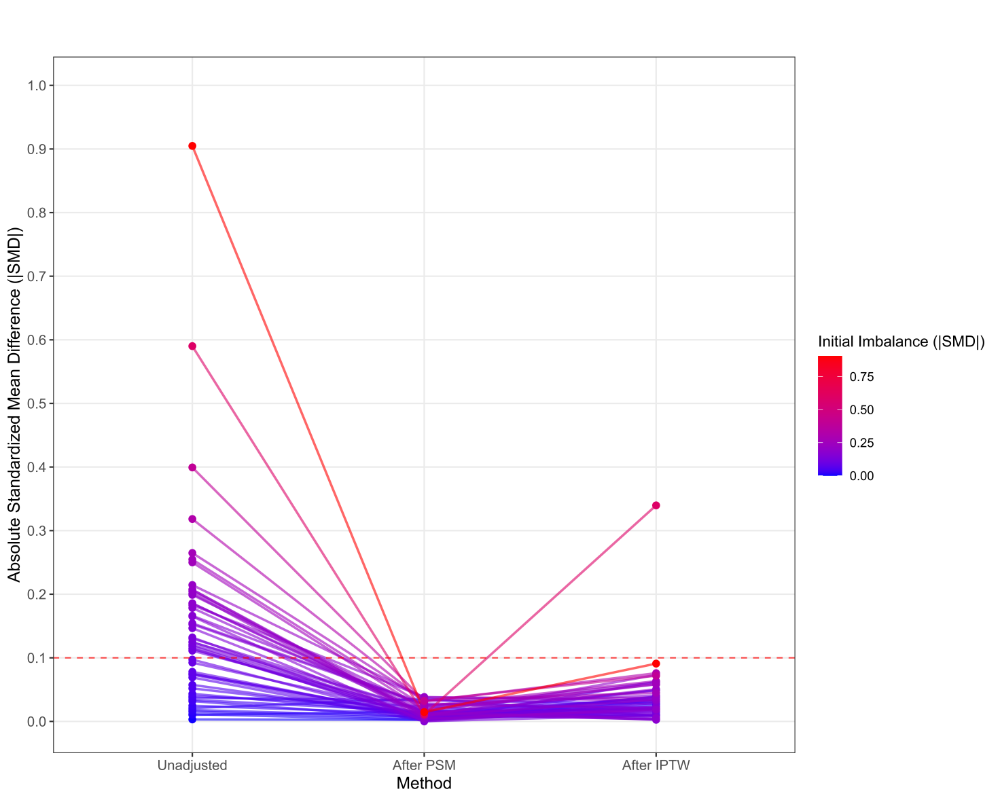 Absolute Standardized Mean Difference (|SMD|)
1.0
0.9
0.8
0.7
0.6
0.5
0.4
0.3
0.2
0.1
0.0
Unadjusted
After PSM
After IPTW
Method
Initial Imbalance (|SMD|)
0.75
0.50
0.25
0.00